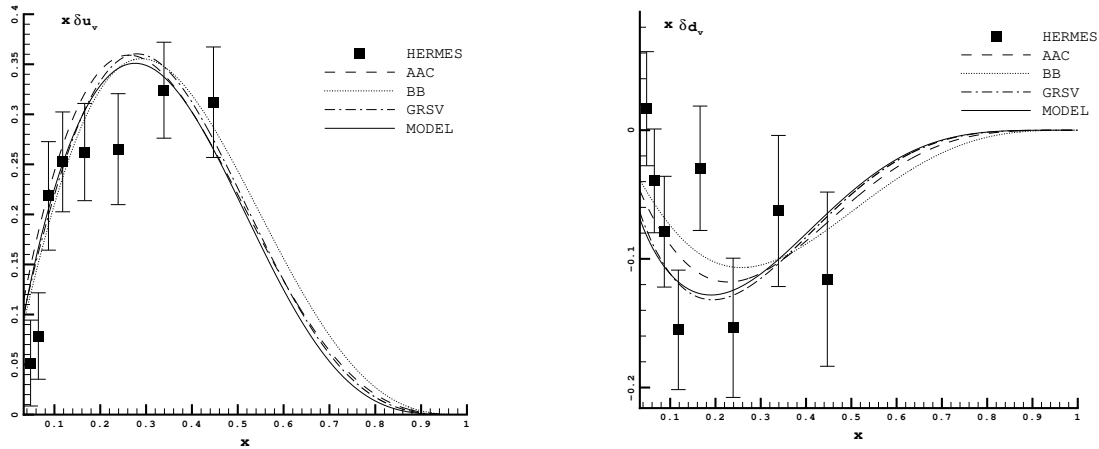 x δu_v
HERMES
AAC
BB
GRSV
MODEL
0.4
0.35
0.3
0.25
0.2
0.15
0.1
0.05
0
0.1 0.2 0.3 0.4 0.5 0.6 0.7 0.8 0.9 1
x
x δd_v
HERMES
AAC
BB
GRSV
MODEL
0
-0.1
-0.2
0.1 0.2 0.3 0.4 0.5 0.6 0.7 0.8 0.9 1
x